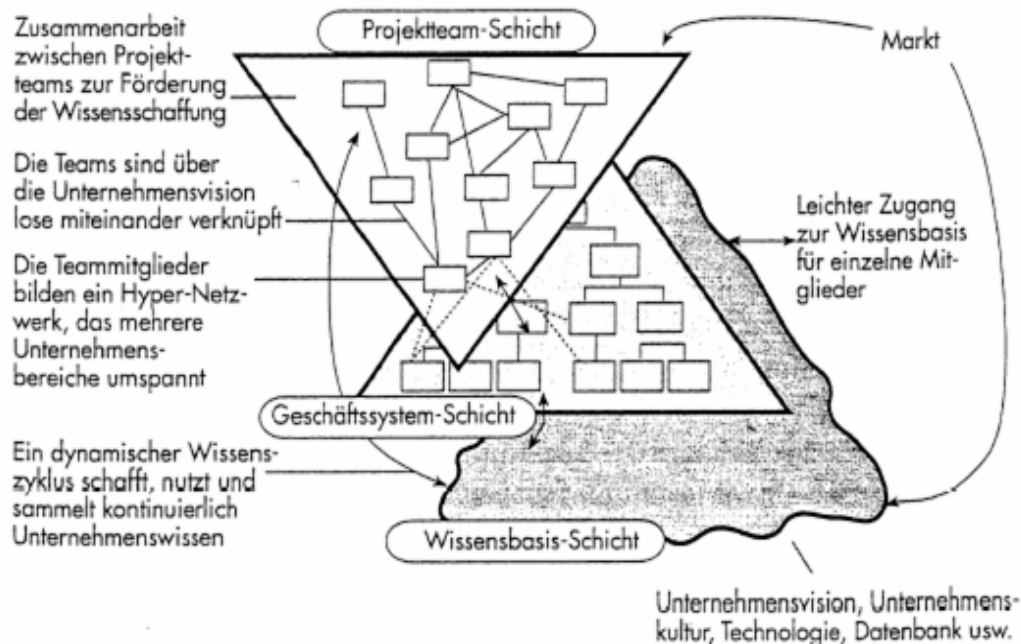 Projektteam-Schicht
Zusammenarbeit
zwischen Projekt-
teams zur Förderung
der Wissensschaffung
Die Teams sind über
die Unternehmensvision
lose miteinander verknüpft
Die Teammitglieder
bilden ein Hyper-Netz-
werk, das mehrere
Unternehmens-
bereiche umspannt
Ein dynamischer Wissens-
zyklus schafft, nutzt und
sammelt kontinuierlich
Unternehmenswissen
Geschäftssystem-Schicht
Wissensbasis-Schicht
Markt
Leichter Zugang
zur Wissensbasis
für einzelne Mit-
glieder
Unternehmensvision, Unternehmens-
kultur, Technologie, Datenbank usw.